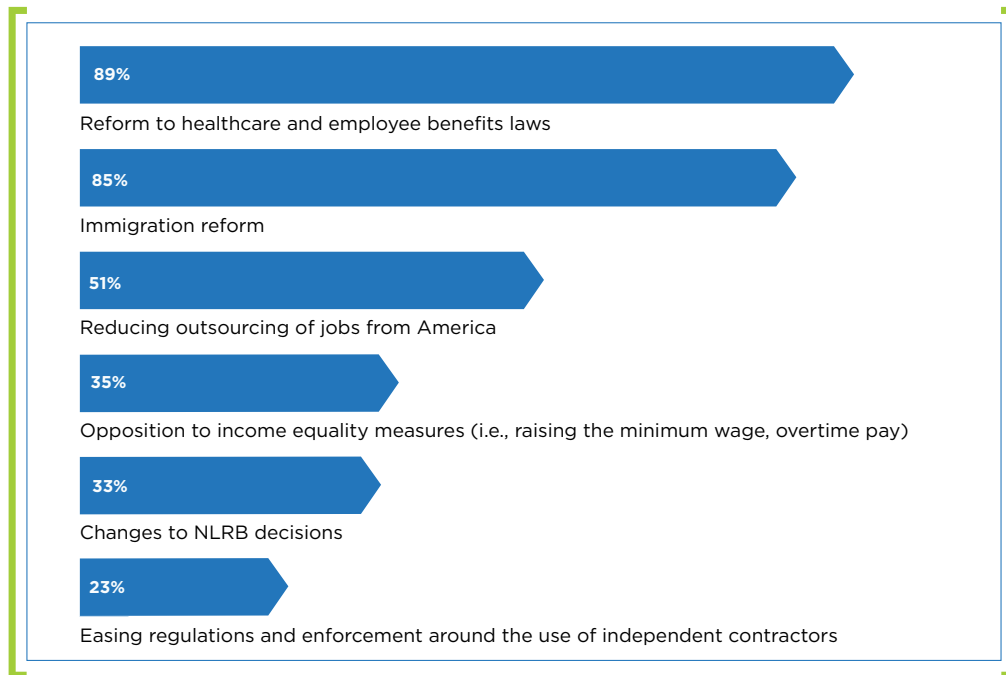 89%
Reform to healthcare and employee benefits laws
85%
Immigration reform
51%
Reducing outsourcing of jobs from America
35%
Opposition to income equality measures (i.e., raising the minimum wage, overtime pay)
33%
Changes to NLRB decisions
23%
Easing regulations and enforcement around the use of independent contractors